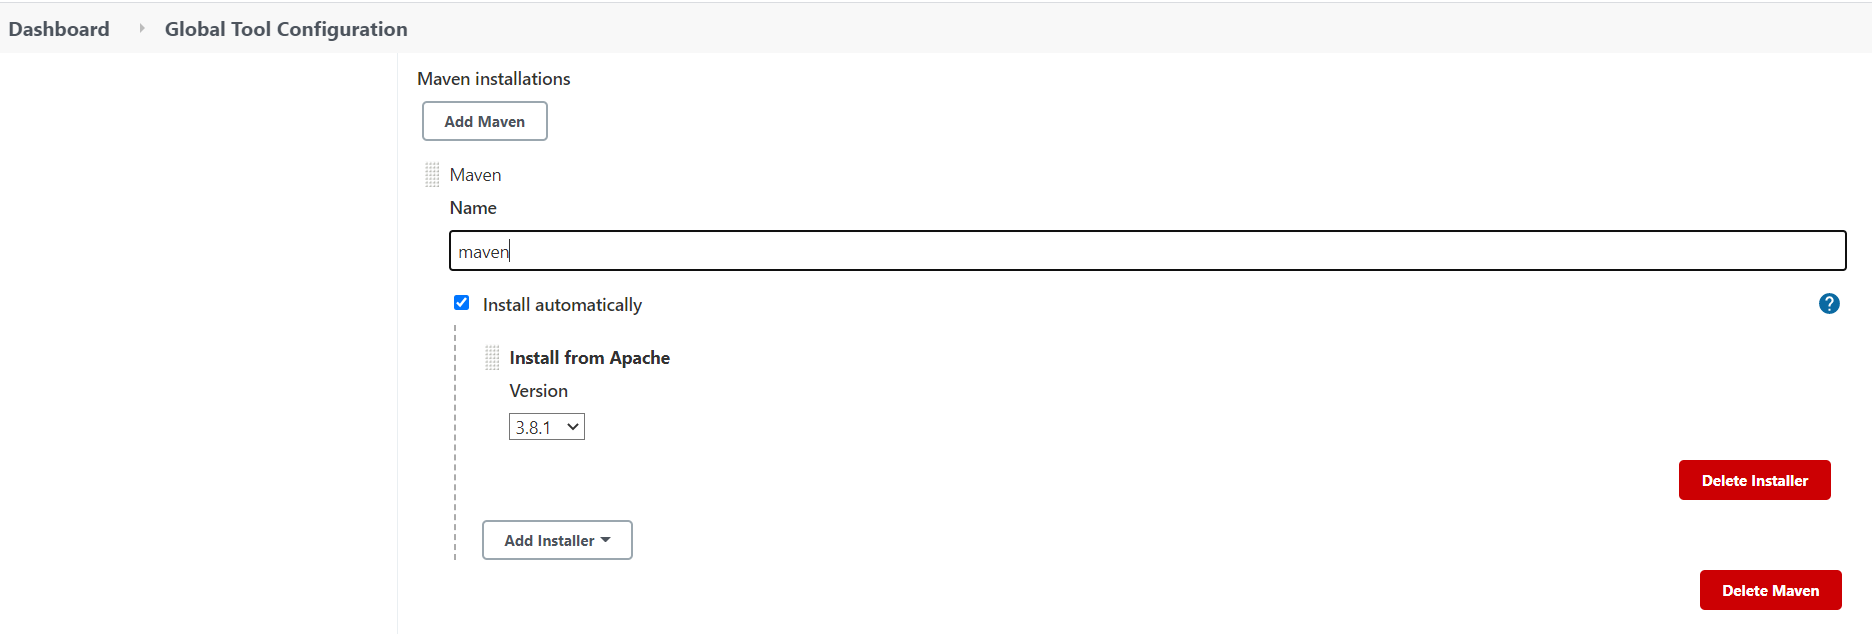 Dashboard Global Tool Configuration
Maven installations
Add Maven
Maven
Name
maven
Install automatically
?
Install from Apache
Version
3.8.1
Delete Installer
Add Installer
Delete Maven